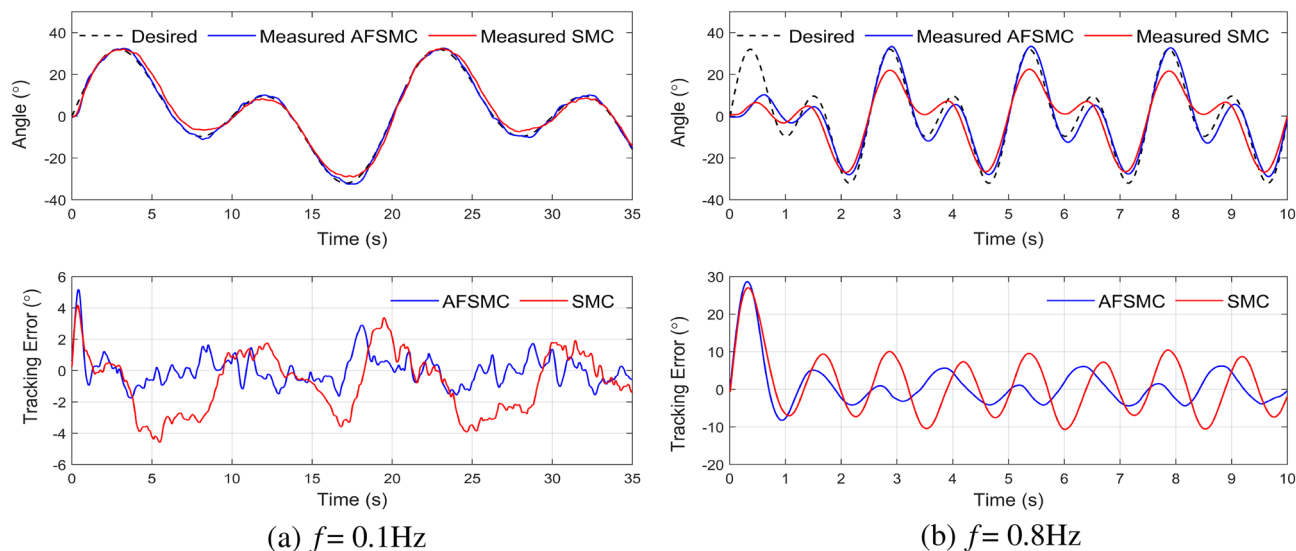 40
20
0
-20
-40
Angle (°)
Desired Measured AFSMC Measured SMC
0 5 10 15 20 25 30 35
Time (s)
6
4
2
0
-2
-4
-6
Tracking Error (°)
AFSMC SMC
0 5 10 15 20 25 30 35
Time (s)
(a) f= 0.1Hz
40
20
0
-20
-40
Angle (°)
Desired Measured AFSMC Measured SMC
0 1 2 3 4 5 6 7 8 9 10
Time (s)
30
20
10
0
-10
-20
Tracking Error (°)
AFSMC SMC
0 1 2 3 4 5 6 7 8 9 10
Time (s)
(b) f= 0.8Hz